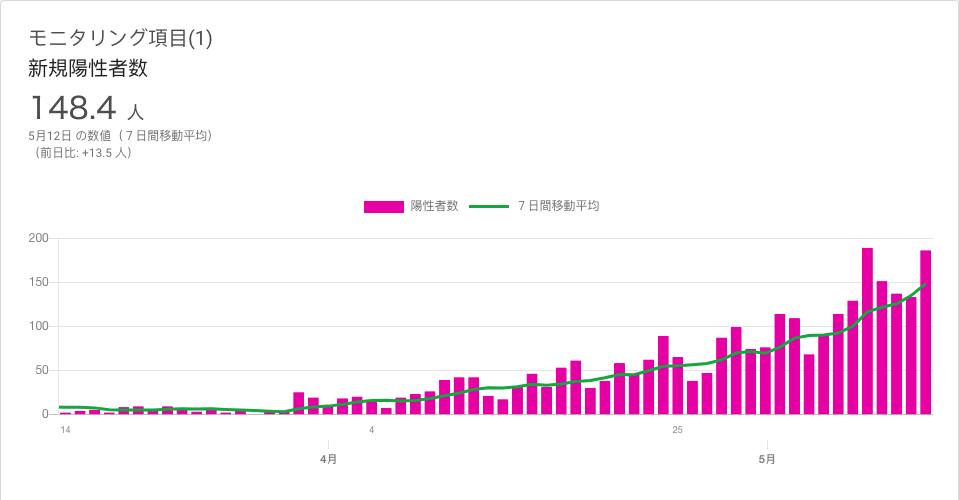 モニタリング項目(1)
新規陽性者数
148.4 人
5月12日 の数値（７日間移動平均）
（前日比: +13.5 人）
陽性者数 ７日間移動平均
200
150
100
50
0
14 4 25
4月 5月